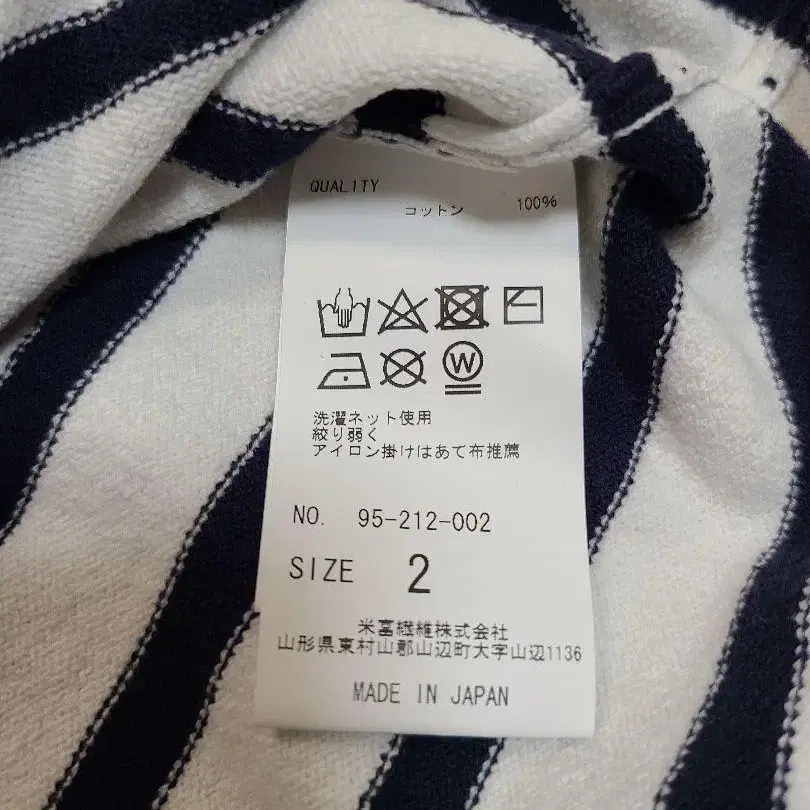 QUALITY
コットン 100%
W
洗濯ネット使用
絞り弱く
アイロン掛けはあて布推薦
NO. 95-212-002
SIZE 2
米富繊維株式会社
山形県東村山郡山辺町大字山辺1136
MADE IN JAPAN